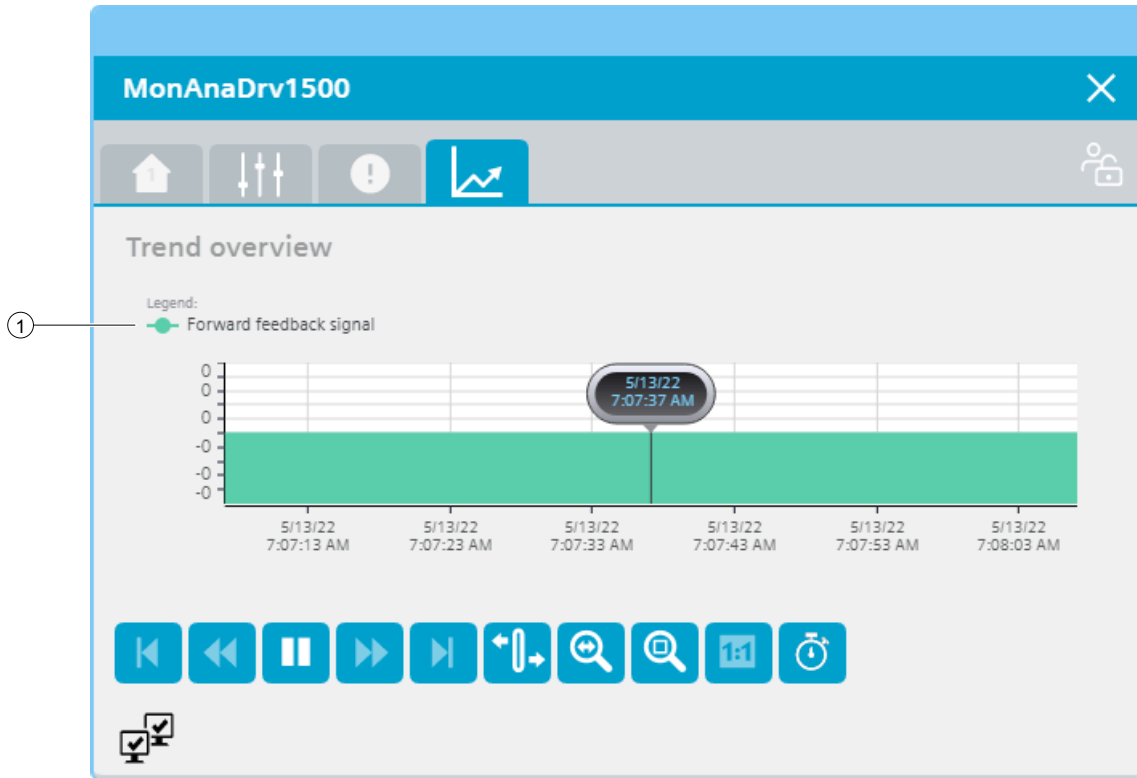 MonAnaDrv1500
1
Trend overview
Legend:
1
Forward feedback signal
0
0
0
-0
-0
-0
5/13/22
7:07:37 AM
5/13/22 5/13/22 5/13/22 5/13/22 5/13/22 5/13/22
7:07:13 AM 7:07:23 AM 7:07:33 AM 7:07:43 AM 7:07:53 AM 7:08:03 AM
1:1